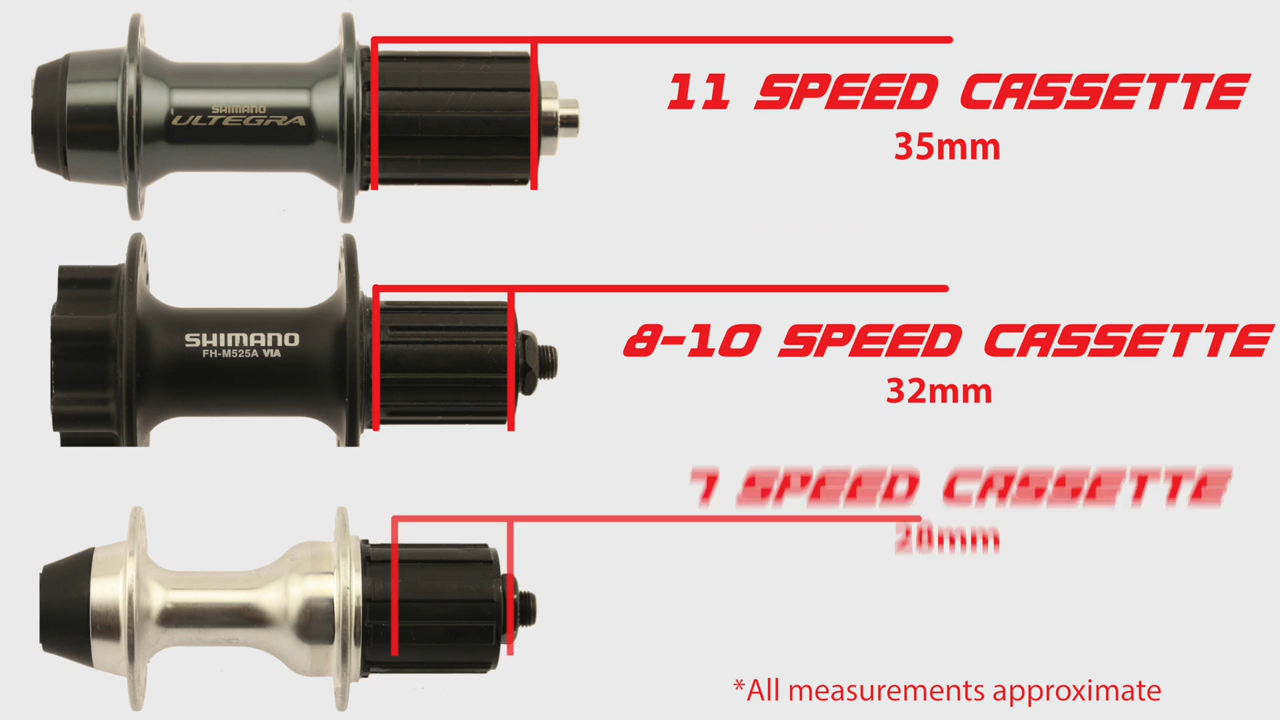 SHIMANO
ULTEGRA
11 SPEED CASSETTE
35mm
SHIMANO
FH-M525A VIA
8-10 SPEED CASSETTE
32mm
7 SPEED CASSETTE
28mm
*All measurements approximate